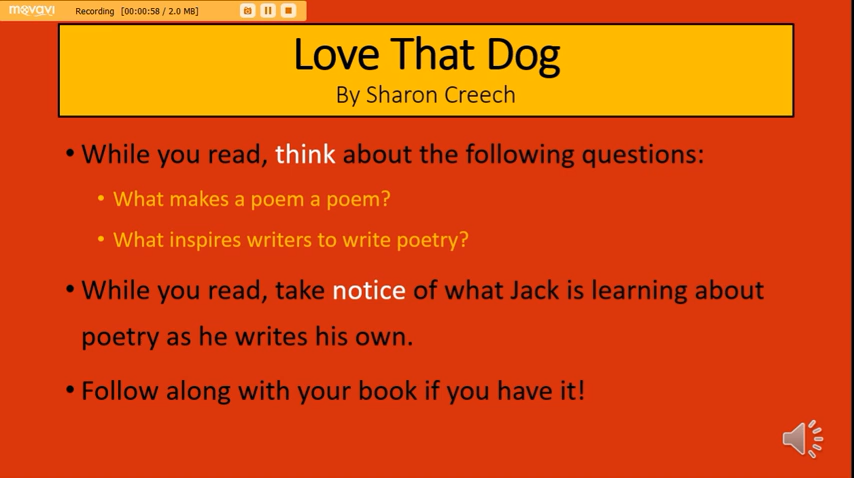 movavi Recording [00:00:58 / 2.0 MB]
Love That Dog
By Sharon Creech
• While you read, think about the following questions:
• What makes a poem a poem?
• What inspires writers to write poetry?
• While you read, take notice of what Jack is learning about
poetry as he writes his own.
• Follow along with your book if you have it!